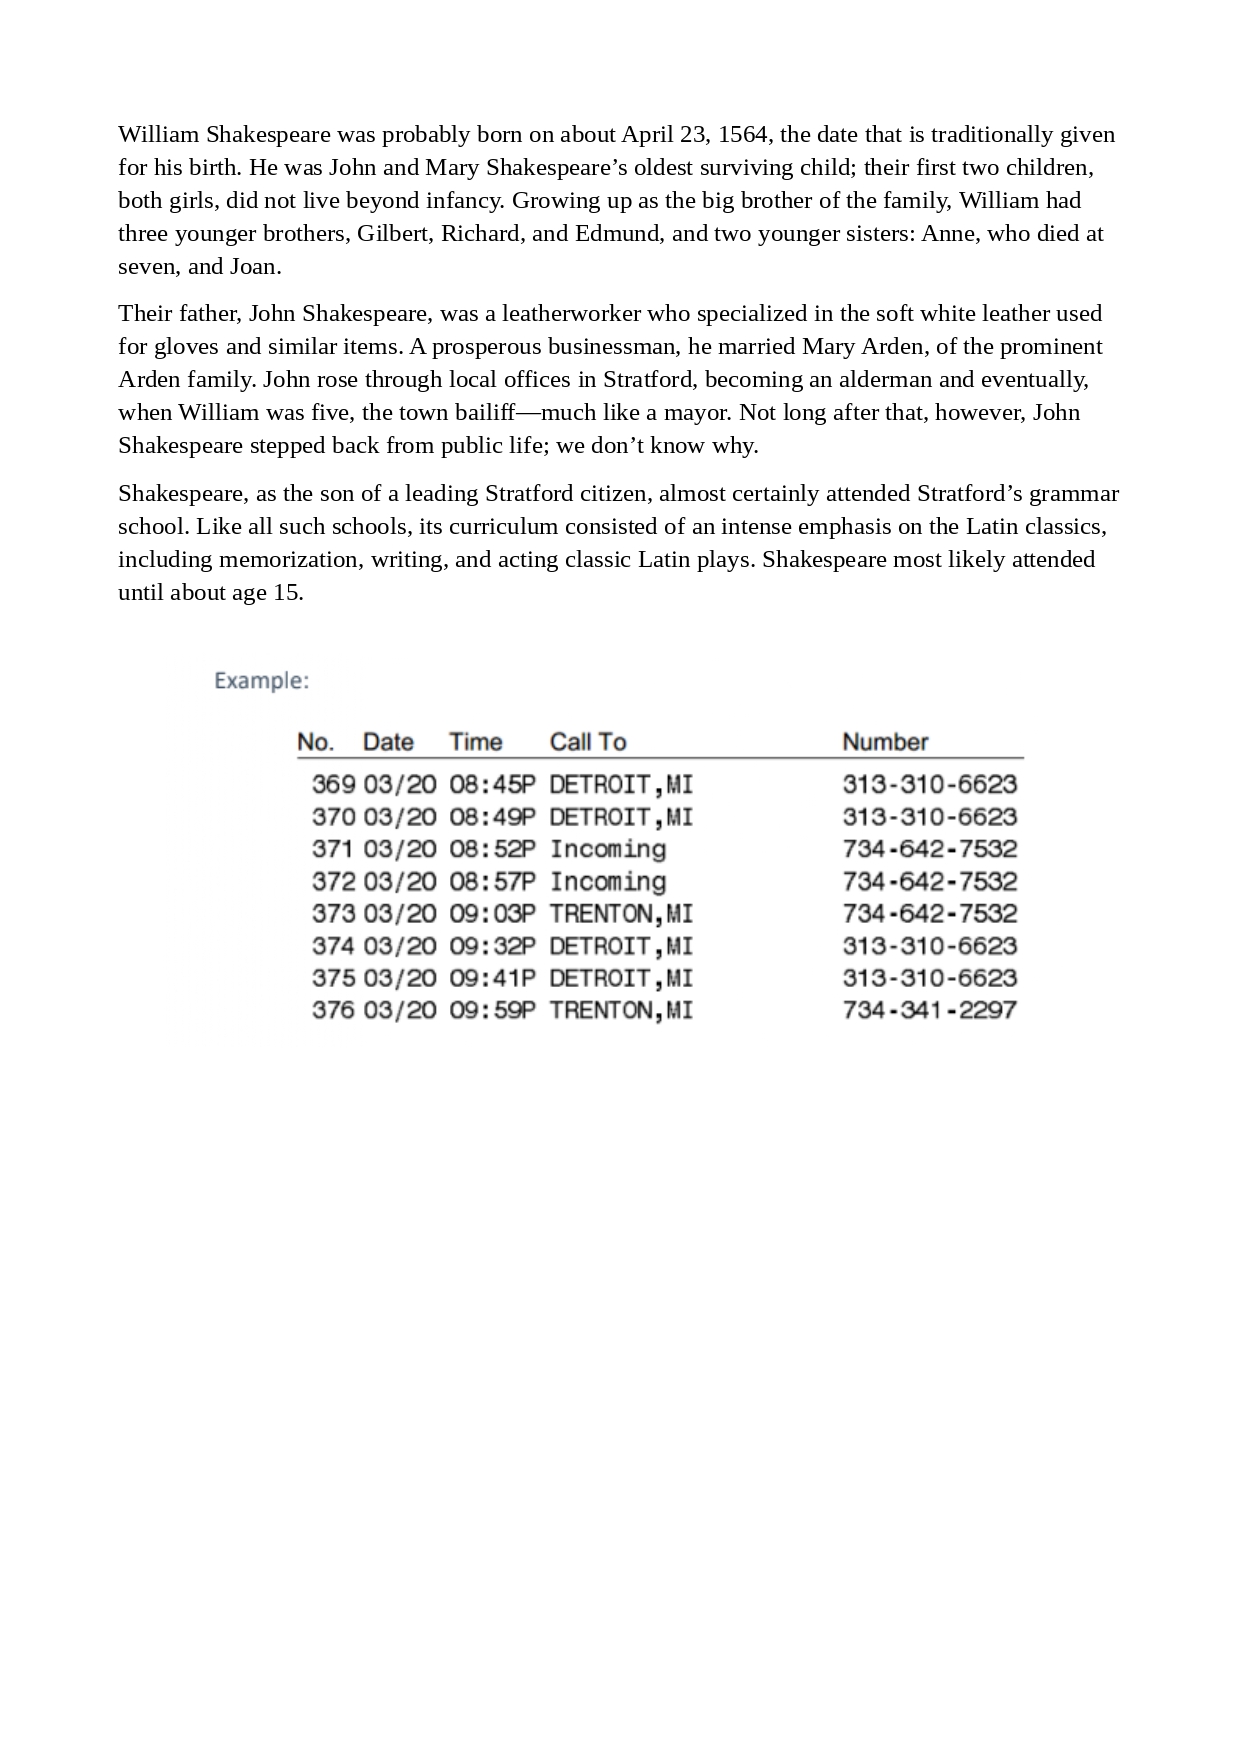 William Shakespeare was probably born on about April 23, 1564, the date that is traditionally given
for his birth. He was John and Mary Shakespeare’s oldest surviving child; their first two children,
both girls, did not live beyond infancy. Growing up as the big brother of the family, William had
three younger brothers, Gilbert, Richard, and Edmund, and two younger sisters: Anne, who died at
seven, and Joan.
Their father, John Shakespeare, was a leatherworker who specialized in the soft white leather used
for gloves and similar items. A prosperous businessman, he married Mary Arden, of the prominent
Arden family. John rose through local offices in Stratford, becoming an alderman and eventually,
when William was five, the town bailiff—much like a mayor. Not long after that, however, John
Shakespeare stepped back from public life; we don’t know why.
Shakespeare, as the son of a leading Stratford citizen, almost certainly attended Stratford’s grammar
school. Like all such schools, its curriculum consisted of an intense emphasis on the Latin classics,
including memorization, writing, and acting classic Latin plays. Shakespeare most likely attended
until about age 15.
Example:
No. Date Time Call To Number
369 03/20 08:45P DETROIT,MI 313-310-6623
370 03/20 08:49P DETROIT,MI 313-310-6623
371 03/20 08:52P Incoming 734-642-7532
372 03/20 08:57P Incoming 734-642-7532
373 03/20 09:03P TRENTON,MI 734-642-7532
374 03/20 09:32P DETROIT,MI 313-310-6623
375 03/20 09:41P DETROIT,MI 313-310-6623
376 03/20 09:59P TRENTON,MI 734-341-2297